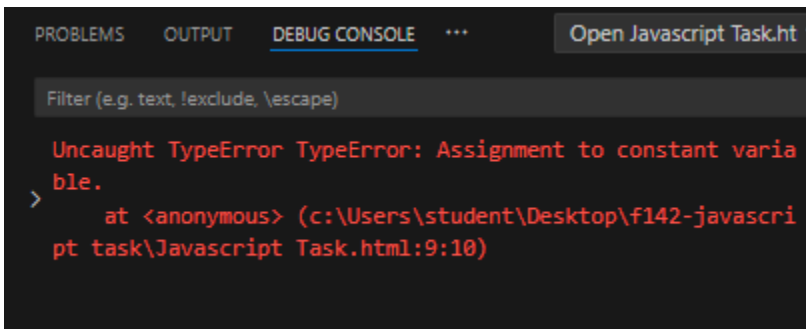 PROBLEMS OUTPUT DEBUG CONSOLE ··· Open Javascript Task.ht
Filter (e.g. text, !exclude, \escape)
Uncaught TypeError TypeError: Assignment to constant varia
ble.
at <anonymous> (c:\Users\student\Desktop\f142-javascri
pt task\Javascript Task.html:9:10)